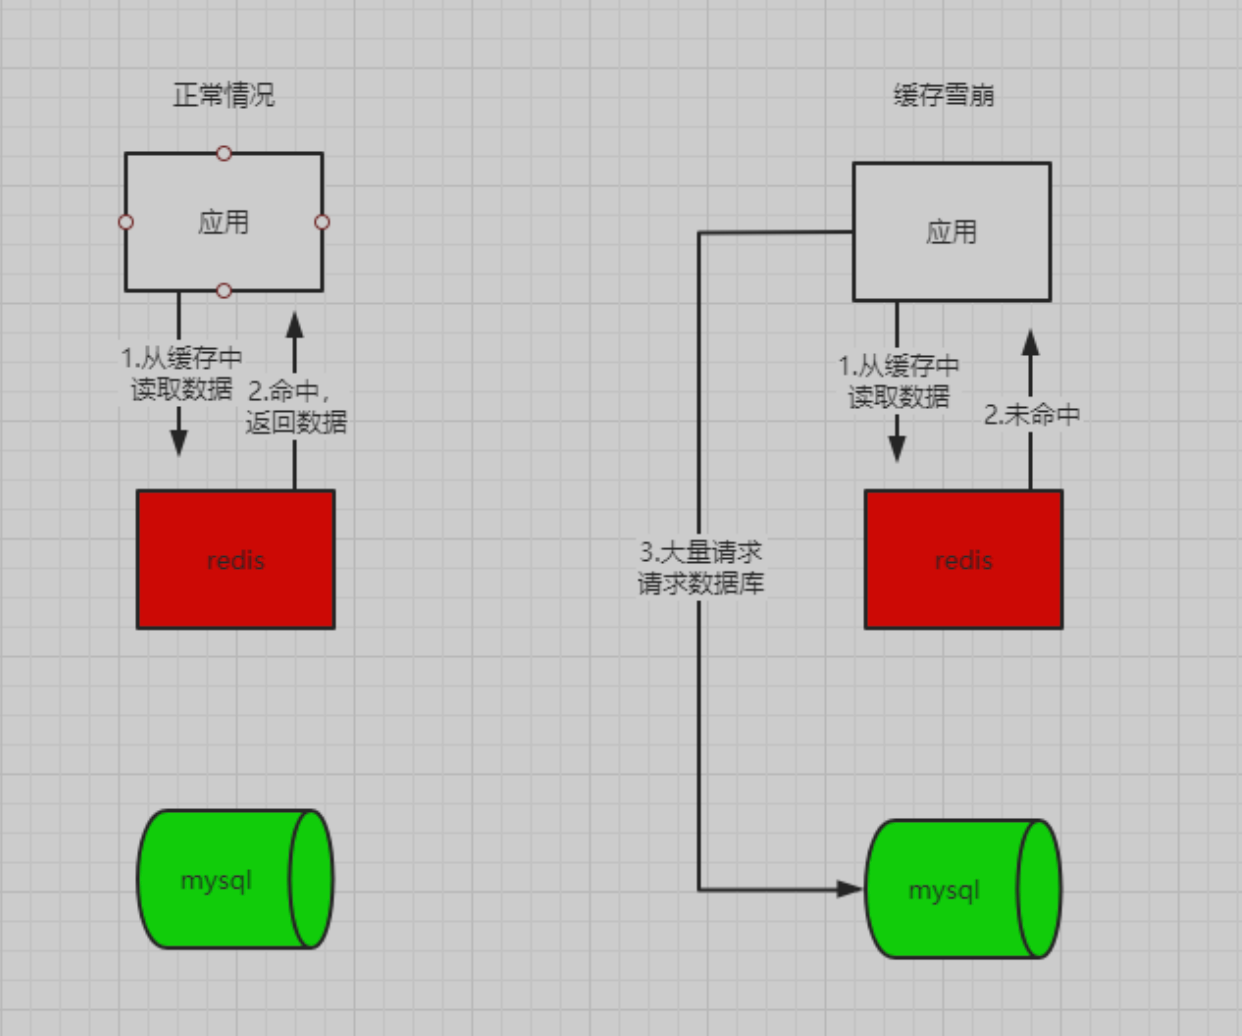 正常情况
应用
1.从缓存中
读取数据
2.命中，
返回数据
redis
mysql
缓存雪崩
应用
1.从缓存中
读取数据
2.未命中
3.大量请求
请求数据库
redis
mysql